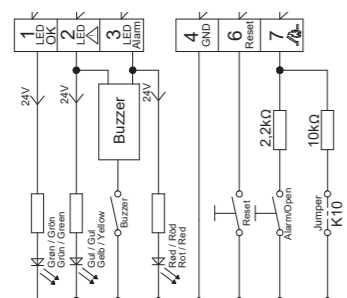 1
LED
OK
2
LED
3
LED
Alarm
4
GND
6
Reset
7
24V
24V
24V
Buzzer
2,2kΩ
10kΩ
Grøn / Grön
Grün / Green
Gul / Gul
Gelb / Yellow
Buzzer
Rød / Röd
Rot / Red
Reset
Alarm/Open
Jumper
K10